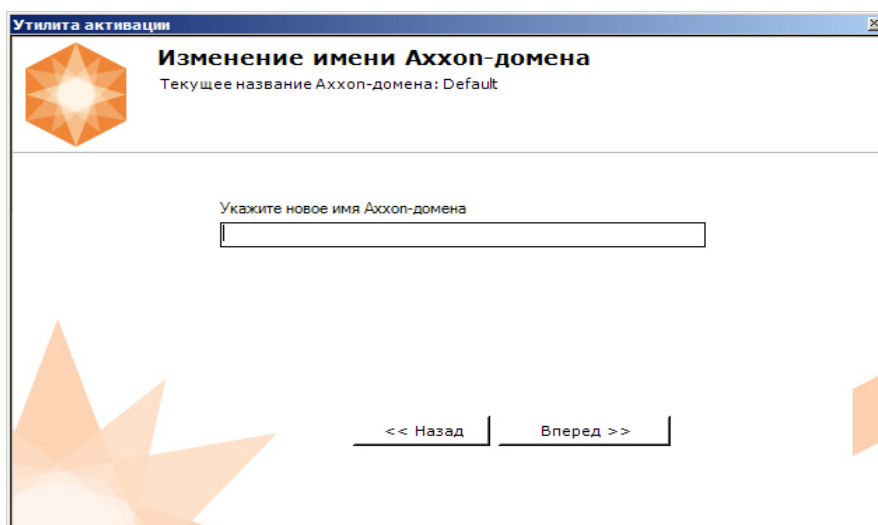 Утилита активации
Изменение имени Axxon-домена
Текущее название Axxon-домена: Default
Укажите новое имя Axxon-домена
<< Назад
Вперед >>